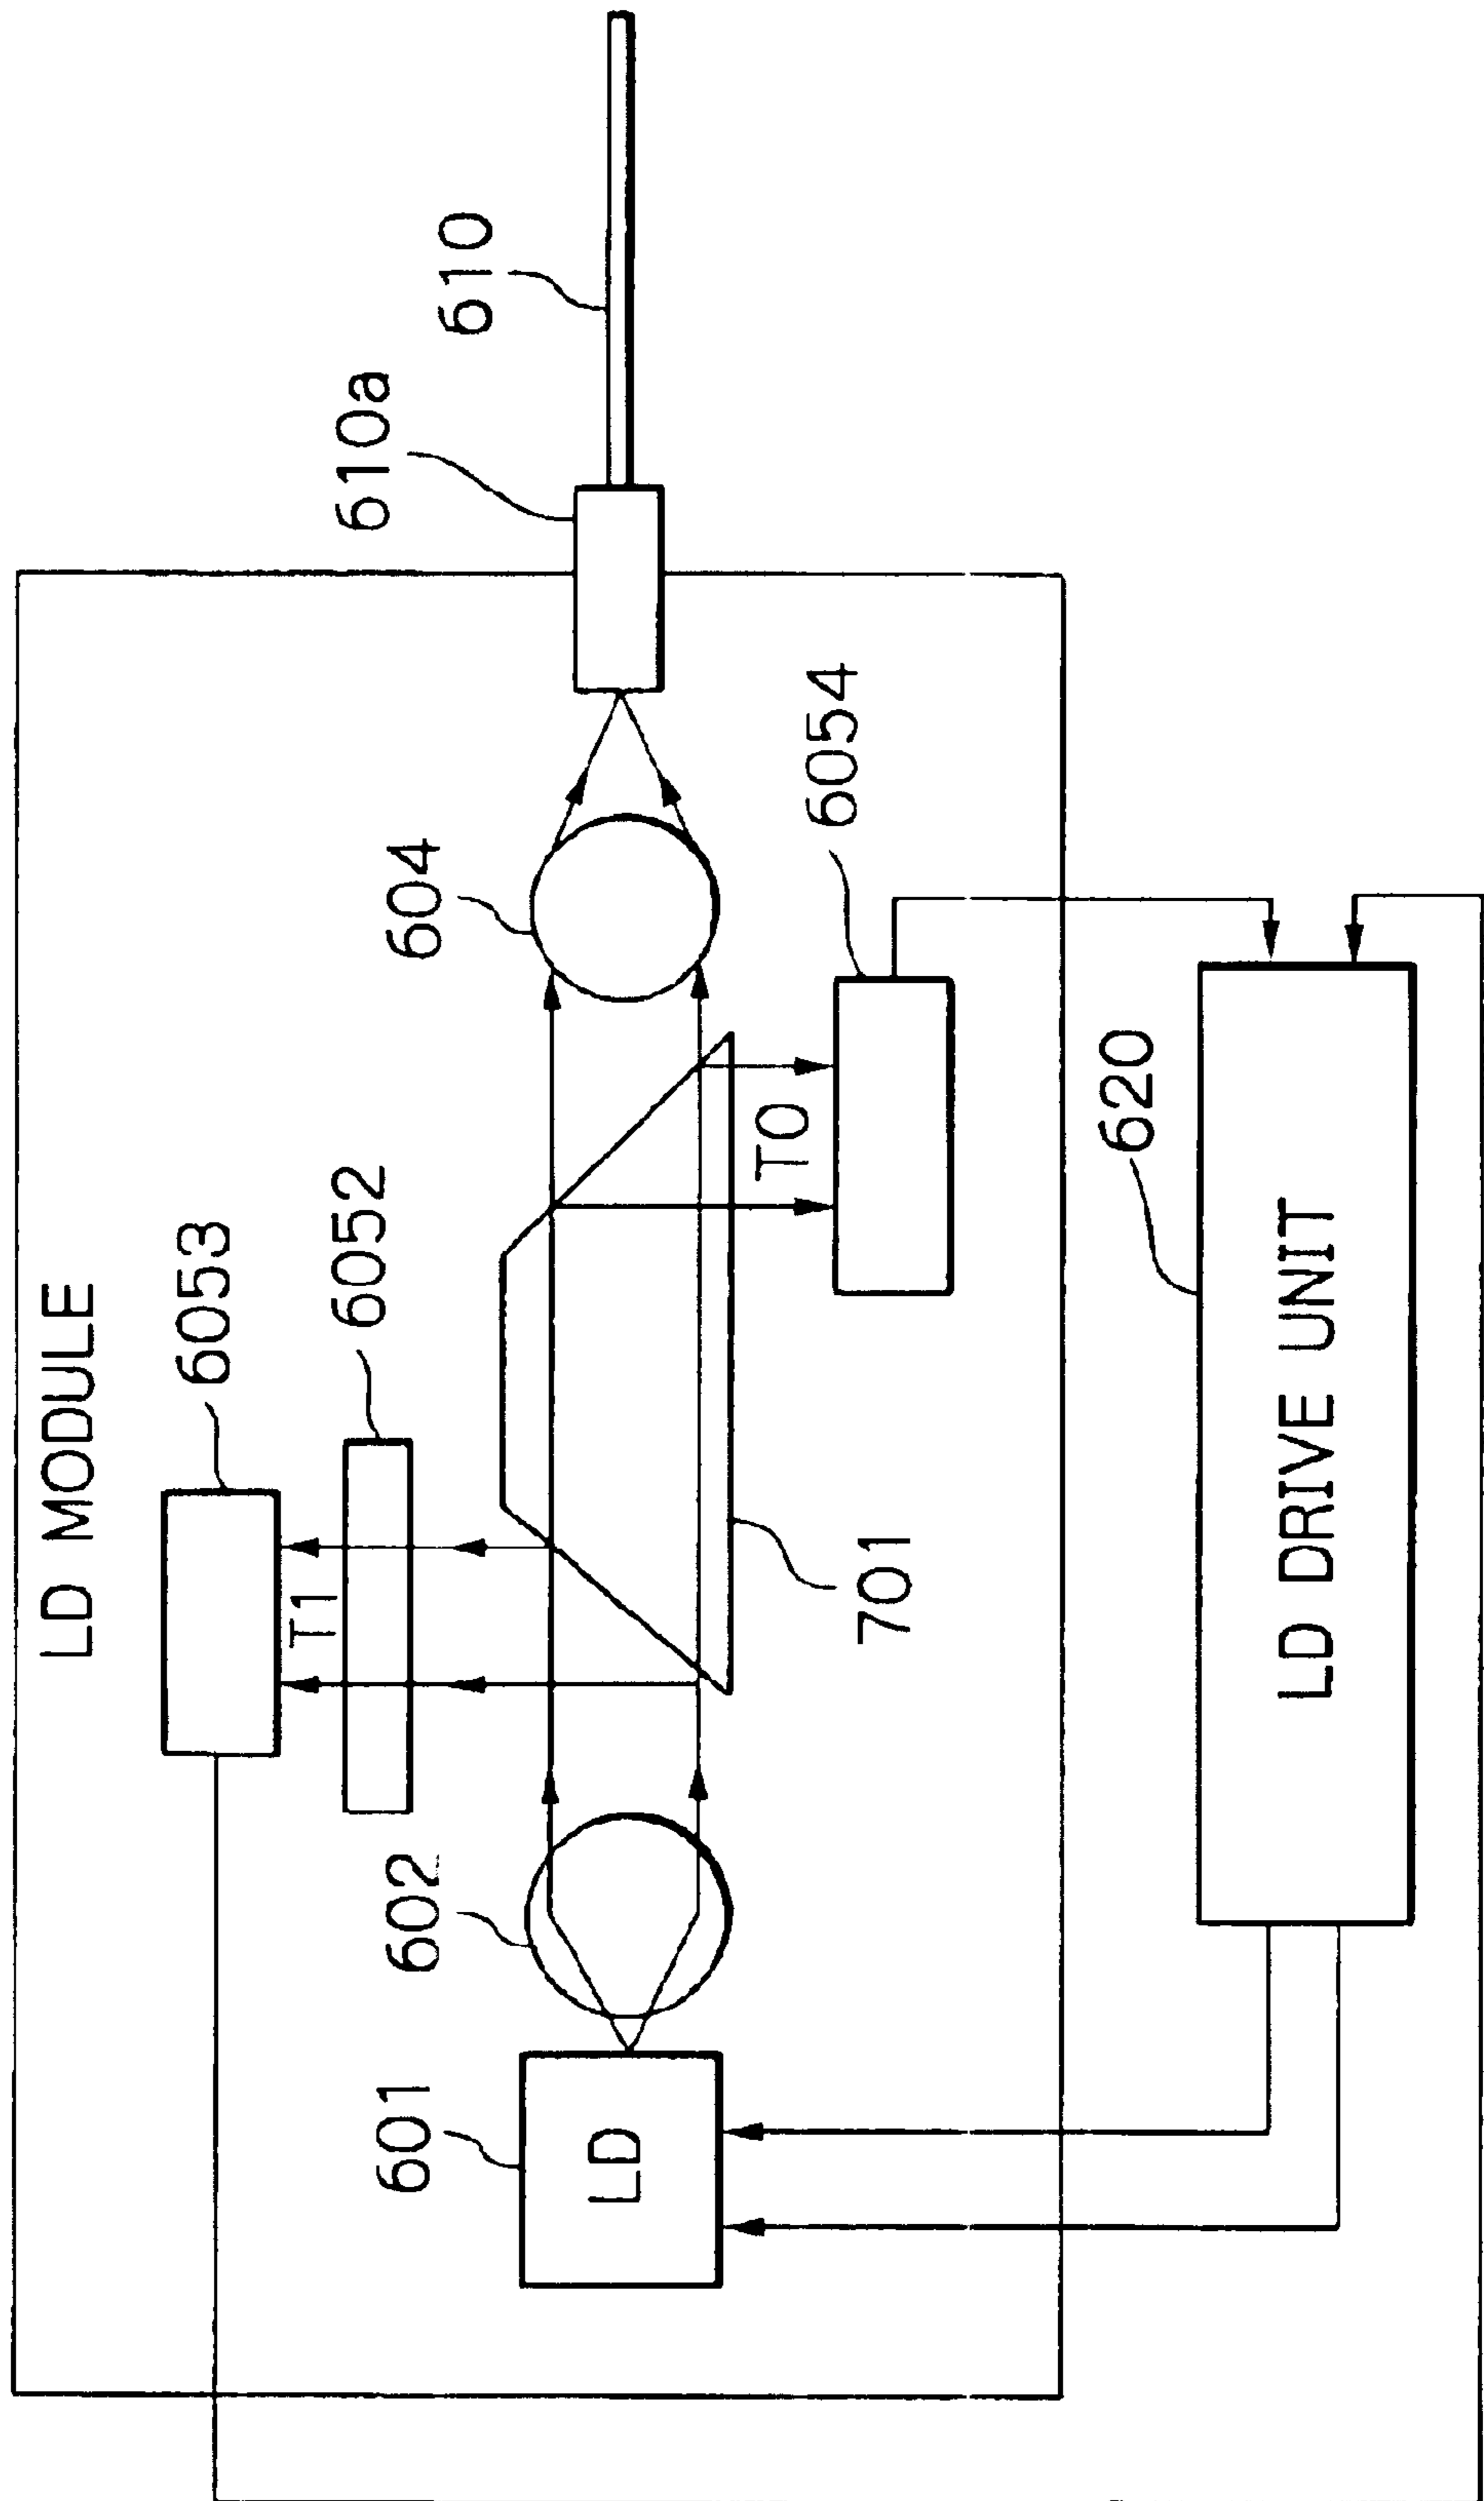 LD MODULE
6053
6052
T1
601
602
604
610a
610
LD
701
T0
6054
620
LD DRIVE UNIT